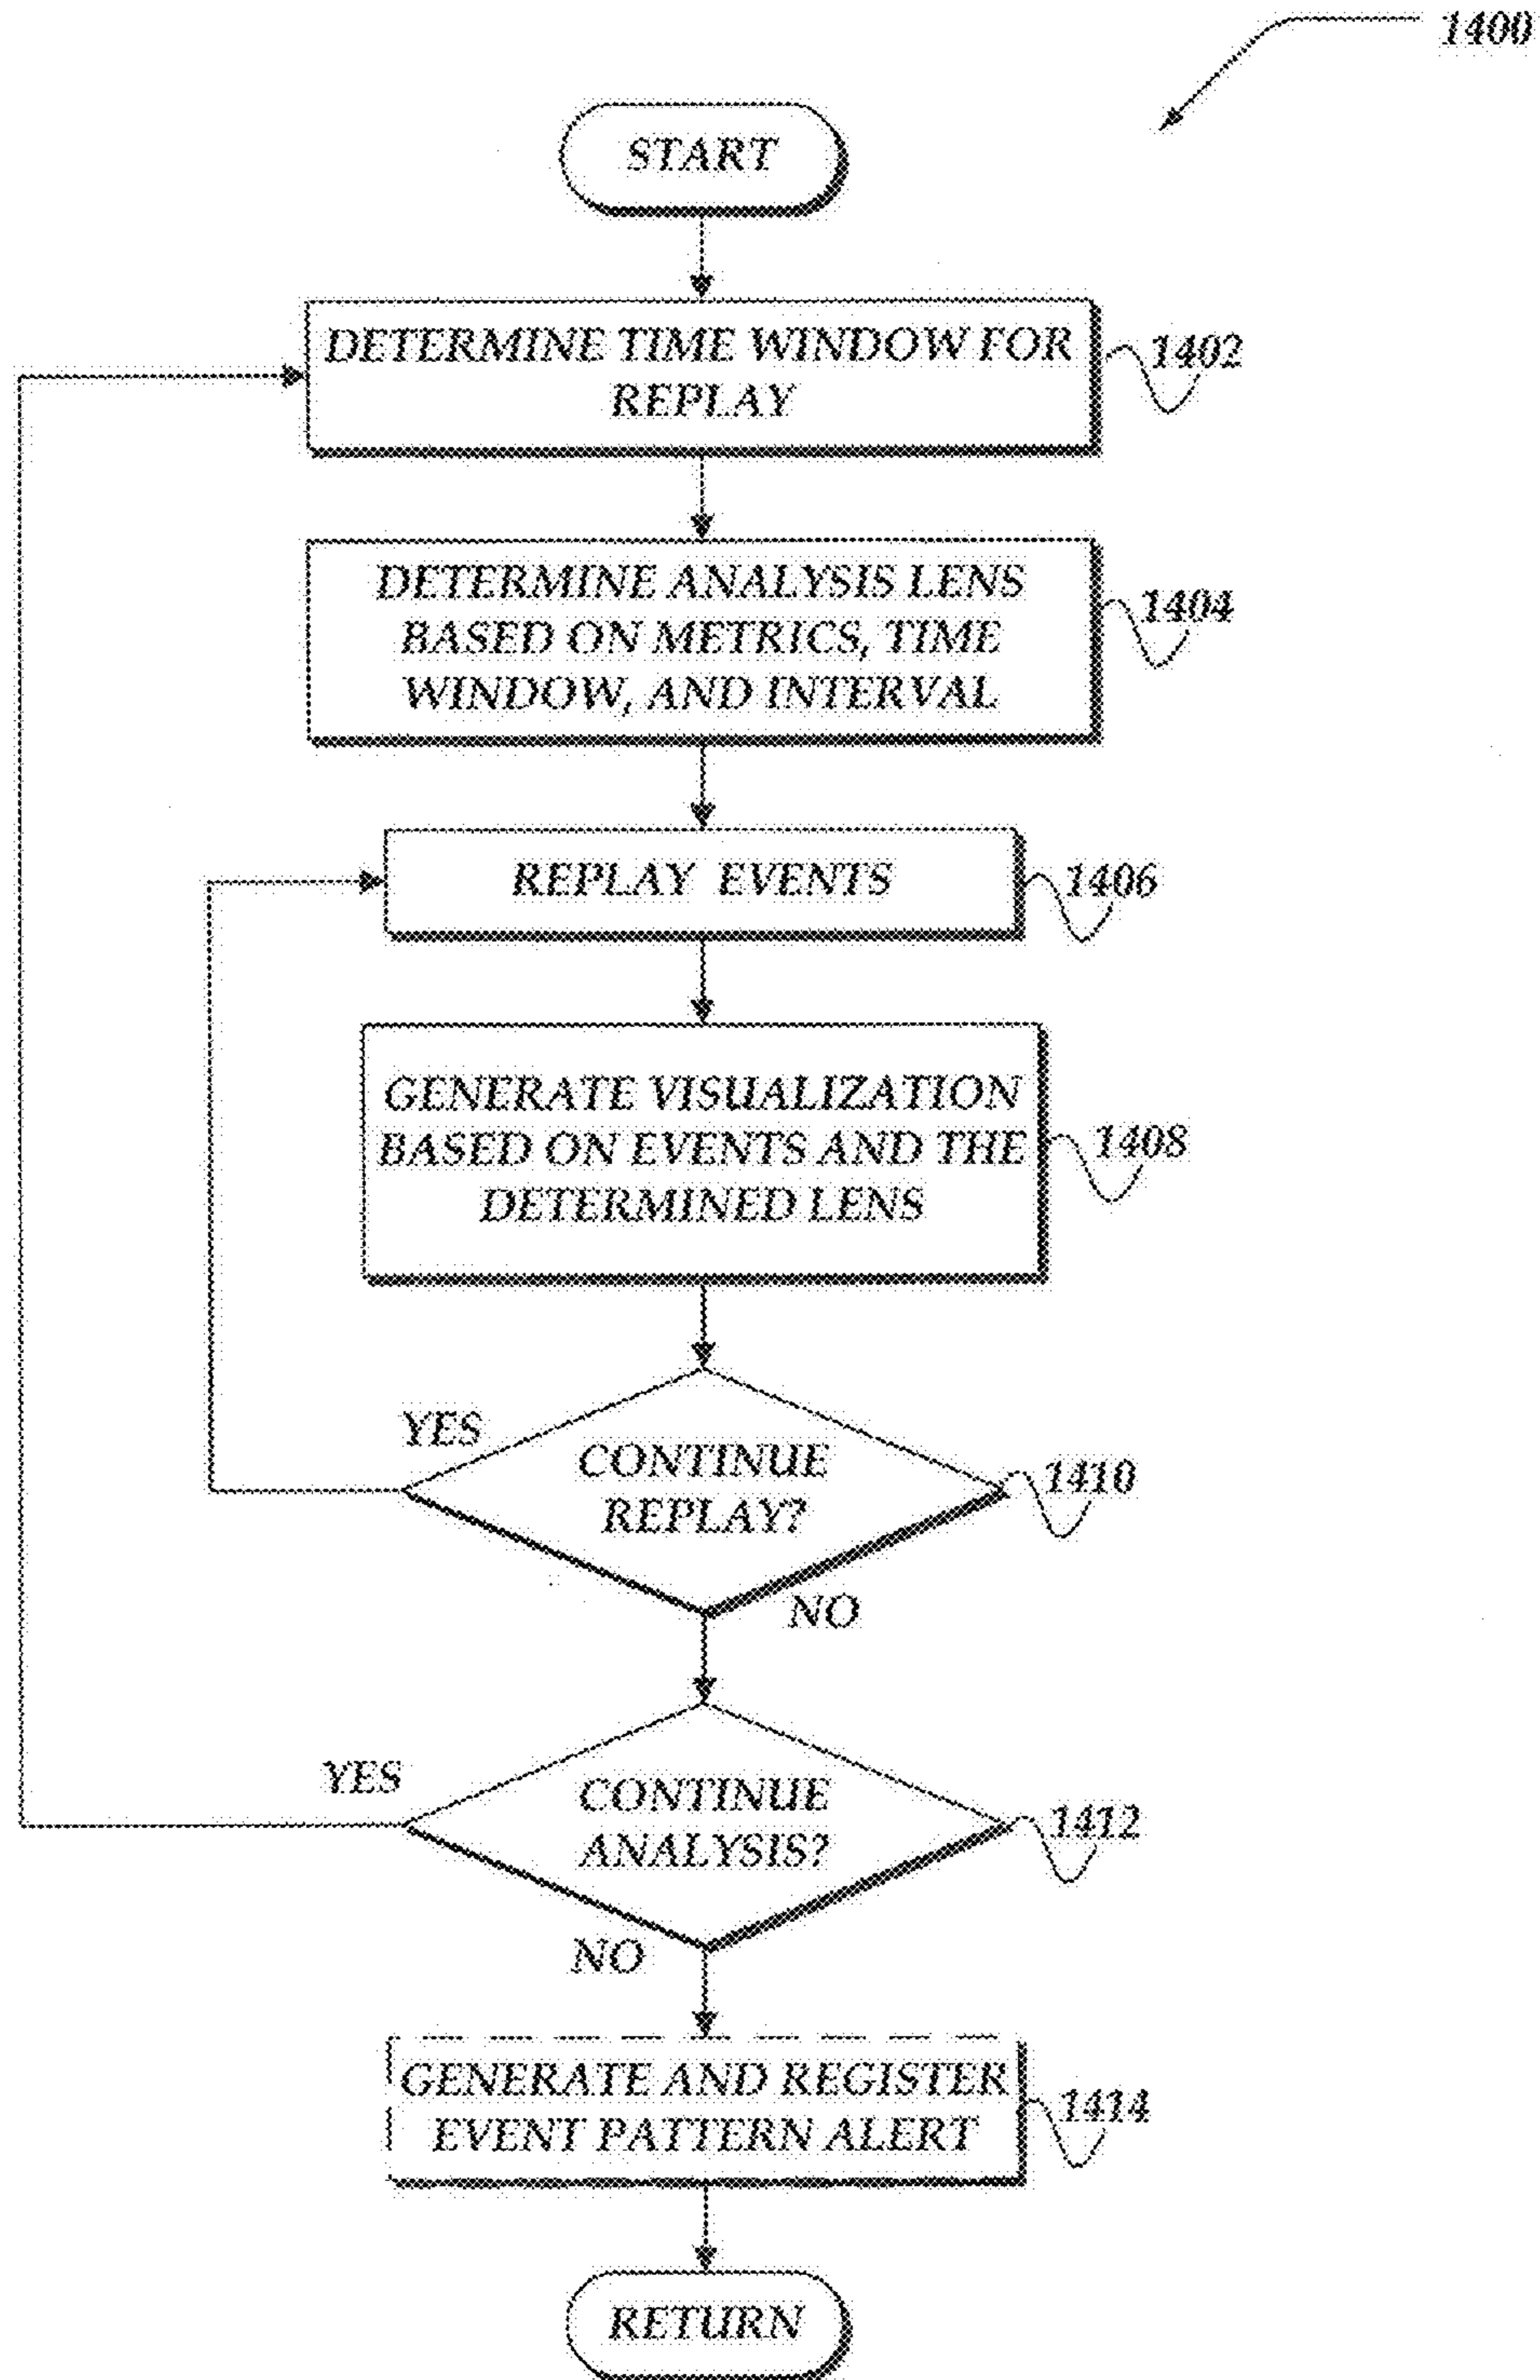 1400
START
DETERMINE TIME WINDOW FOR
REPLAY
1402
DETERMINE ANALYSIS LENS
BASED ON METRICS, TIME
WINDOW, AND INTERVAL
1404
REPLAY EVENTS
1406
GENERATE VISUALIZATION
BASED ON EVENTS AND THE
DETERMINED LENS
1408
YES
CONTINUE
REPLAY?
1410
NO
YES
CONTINUE
ANALYSIS?
1412
NO
GENERATE AND REGISTER
EVENT PATTERN ALERT
1414
RETURN